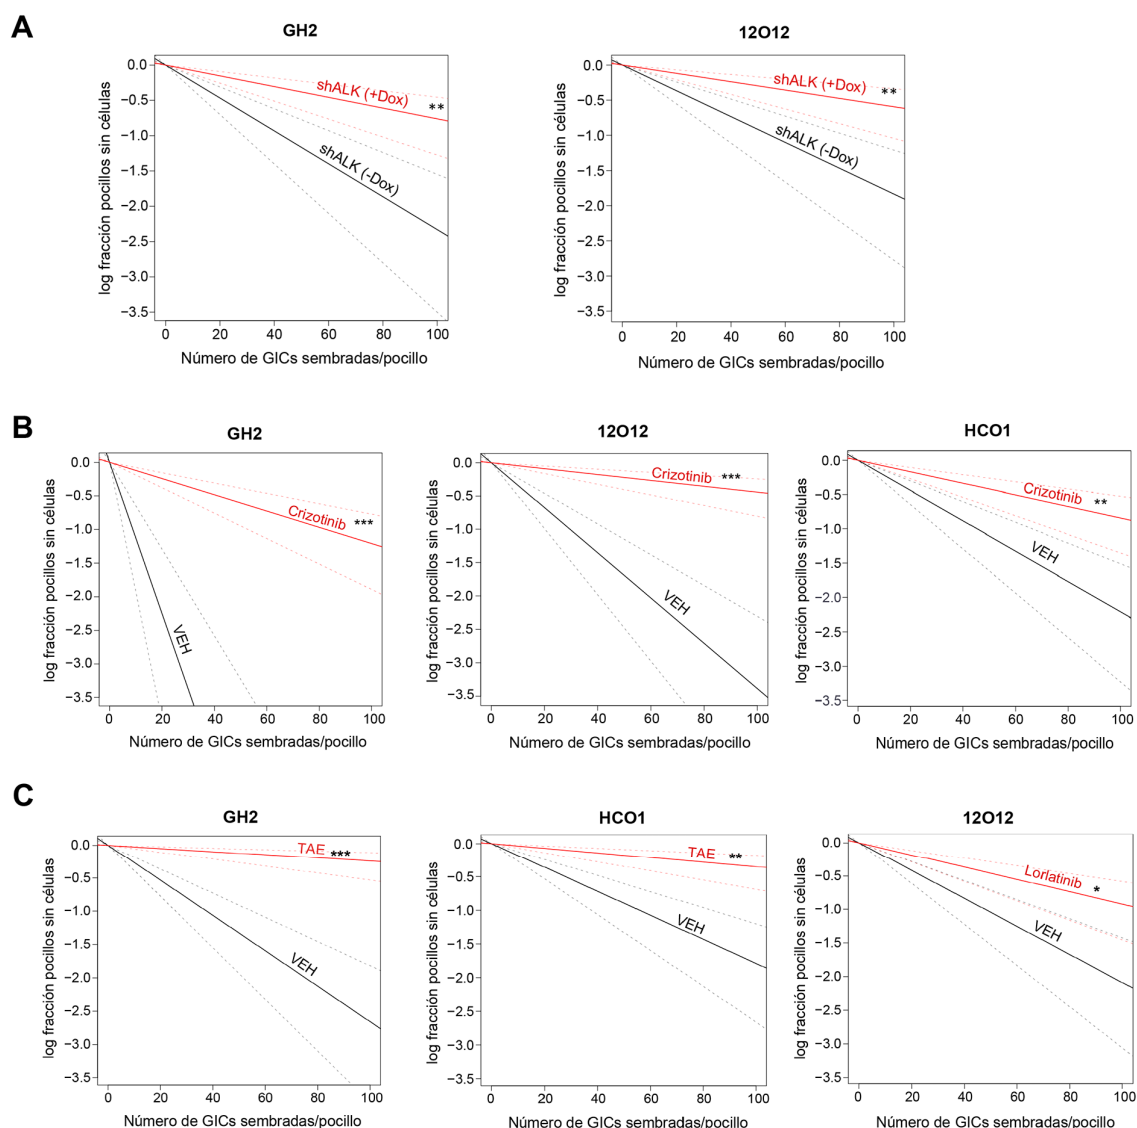 A
GH2
log fracción pocillos sin células
0.0
−0.5
−1.0
−1.5
−2.0
−2.5
−3.0
−3.5
shALK (+Dox)
**
shALK (-Dox)
0 20 40 60 80 100
Número de GICs sembradas/pocillo
12O12
log fracción pocillos sin células
0.0
−0.5
−1.0
−1.5
−2.0
−2.5
−3.0
−3.5
shALK (+Dox)
**
shALK (-Dox)
0 20 40 60 80 100
Número de GICs sembradas/pocillo
B
GH2
log fracción pocillos sin células
0.0
−0.5
−1.0
−1.5
−2.0
−2.5
−3.0
−3.5
Crizotinib ***
VEH
0 20 40 60 80 100
Número de GICs sembradas/pocillo
12O12
log fracción pocillos sin células
0.0
−0.5
−1.0
−1.5
−2.0
−2.5
−3.0
−3.5
Crizotinib ***
VEH
0 20 40 60 80 100
Número de GICs sembradas/pocillo
HCO1
log fracción pocillos sin células
0.0
−0.5
−1.0
−1.5
−2.0
−2.5
−3.0
−3.5
Crizotinib **
VEH
0 20 40 60 80 100
Número de GICs sembradas/pocillo
C
GH2
log fracción pocillos sin células
0.0
−0.5
−1.0
−1.5
−2.0
−2.5
−3.0
−3.5
TAE ***
VEH
0 20 40 60 80 100
Número de GICs sembradas/pocillo
HCO1
log fracción pocillos sin células
0.0
−0.5
−1.0
−1.5
−2.0
−2.5
−3.0
−3.5
TAE **
VEH
0 20 40 60 80 100
Número de GICs sembradas/pocillo
12O12
log fracción pocillos sin células
0.0
−0.5
−1.0
−1.5
−2.0
−2.5
−3.0
−3.5
Lorlatinib *
VEH
0 20 40 60 80 100
Número de GICs sembradas/pocillo